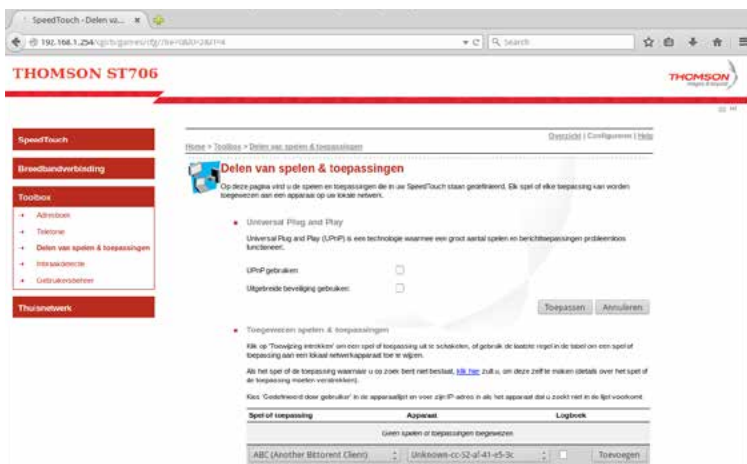 SpeedTouch - Delen va...
192.168.1.254
Search
THOMSON ST706
THOMSON
Overzicht | Configureren | Help
SpeedTouch
Home > Toolbox > Delen van spelen & toepassingen
Breedbandverbinding
Delen van spelen & toepassingen
Op deze pagina vind u de spelen en toepassingen die in uw SpeedTouch staan gedefinieerd. Elk spel of elke toepassing kan worden
toegewezen aan een apparaat op uw lokale netwerk.
Toolbox
Adresboek
Telefonie
Delen van spelen & toepassingen
Inbraakdetectie
Gebruikersbeheer
Thuisnetwerk
Universal Plug and Play
Universal Plug and Play (UPnP) is een technologie waarmee een groot aantal spelen en berichttoepassingen probleemloos
functioneert.
UPnP gebruiken:
Uitgebreide beveiliging gebruiken:
Toepassen Annuleren
Toegewezen spelen & toepassingen
Klik op 'Toewijzing intrekken' om een spel of toepassing uit te schakelen, of gebruik de laatste regel in de tabel om een spel of
toepassing aan een lokaal netwerkapparaat toe te wijzen.
Als het spel of de toepassing waarnaar u op zoek bent niet bestaat, klik hier zult u, om deze zelf te maken (details over het spel of
de toepassing moeten verstrekken).
Kies 'Gedefinieerd door gebruiker' in de apparaatlijst en voer zijn IP-adres in als het apparaat dat u zoekt niet in de lijst voorkomt.
Spel of toepassing Apparaat Logboek
Geen spelen of toepassingen toegewezen
ABC (Another Bittorent Client) Unknown-cc-52-af-41-e5-3c Toevoegen